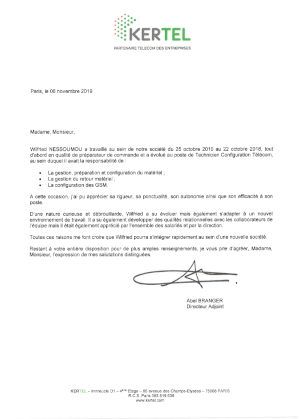 KERTEL
PARTENAIRE TELECOM DES ENTREPRISES
Paris, le 08 novembre 2019
Madame, Monsieur,
Wilfried NESSOUMOU a travaillé au sein de notre société du 25 octobre 2010 au 22 octobre 2018, tout
d'abord en qualité de préparateur de commande et a évolué au poste de Technicien Configuration Télécom,
au sein duquel il avait la responsabilité de :
• La gestion, préparation et configuration du matériel ;
• La gestion du retour matériel ;
• La configuration des GSM.
A cette occasion, j'ai pu apprécier sa rigueur, sa ponctualité, son autonomie ainsi que son efficacité à son
poste.
D'une nature curieuse et débrouillarde, Wilfried a su évoluer mais également s'adapter à un nouvel
environnement de travail. Il a su également développer des qualités relationnelles avec les collaborateurs de
l'équipe mais il était également apprécié par l'ensemble des salariés et par la direction.
Toutes ces raisons me font croire que Wilfried pourra s'intégrer rapidement au sein d'une nouvelle société.
Restant à votre entière disposition pour de plus amples renseignements, je vous prie d'agréer, Madame,
Monsieur, l'expression de mes salutations distinguées.
Abel BRANGER
Directeur Adjoint
KERTEL – Immeuble D1 – 4ème Etage – 66 avenue des Champs-Elysées – 75008 PARIS
R.C.S. Paris
www.kertel.com